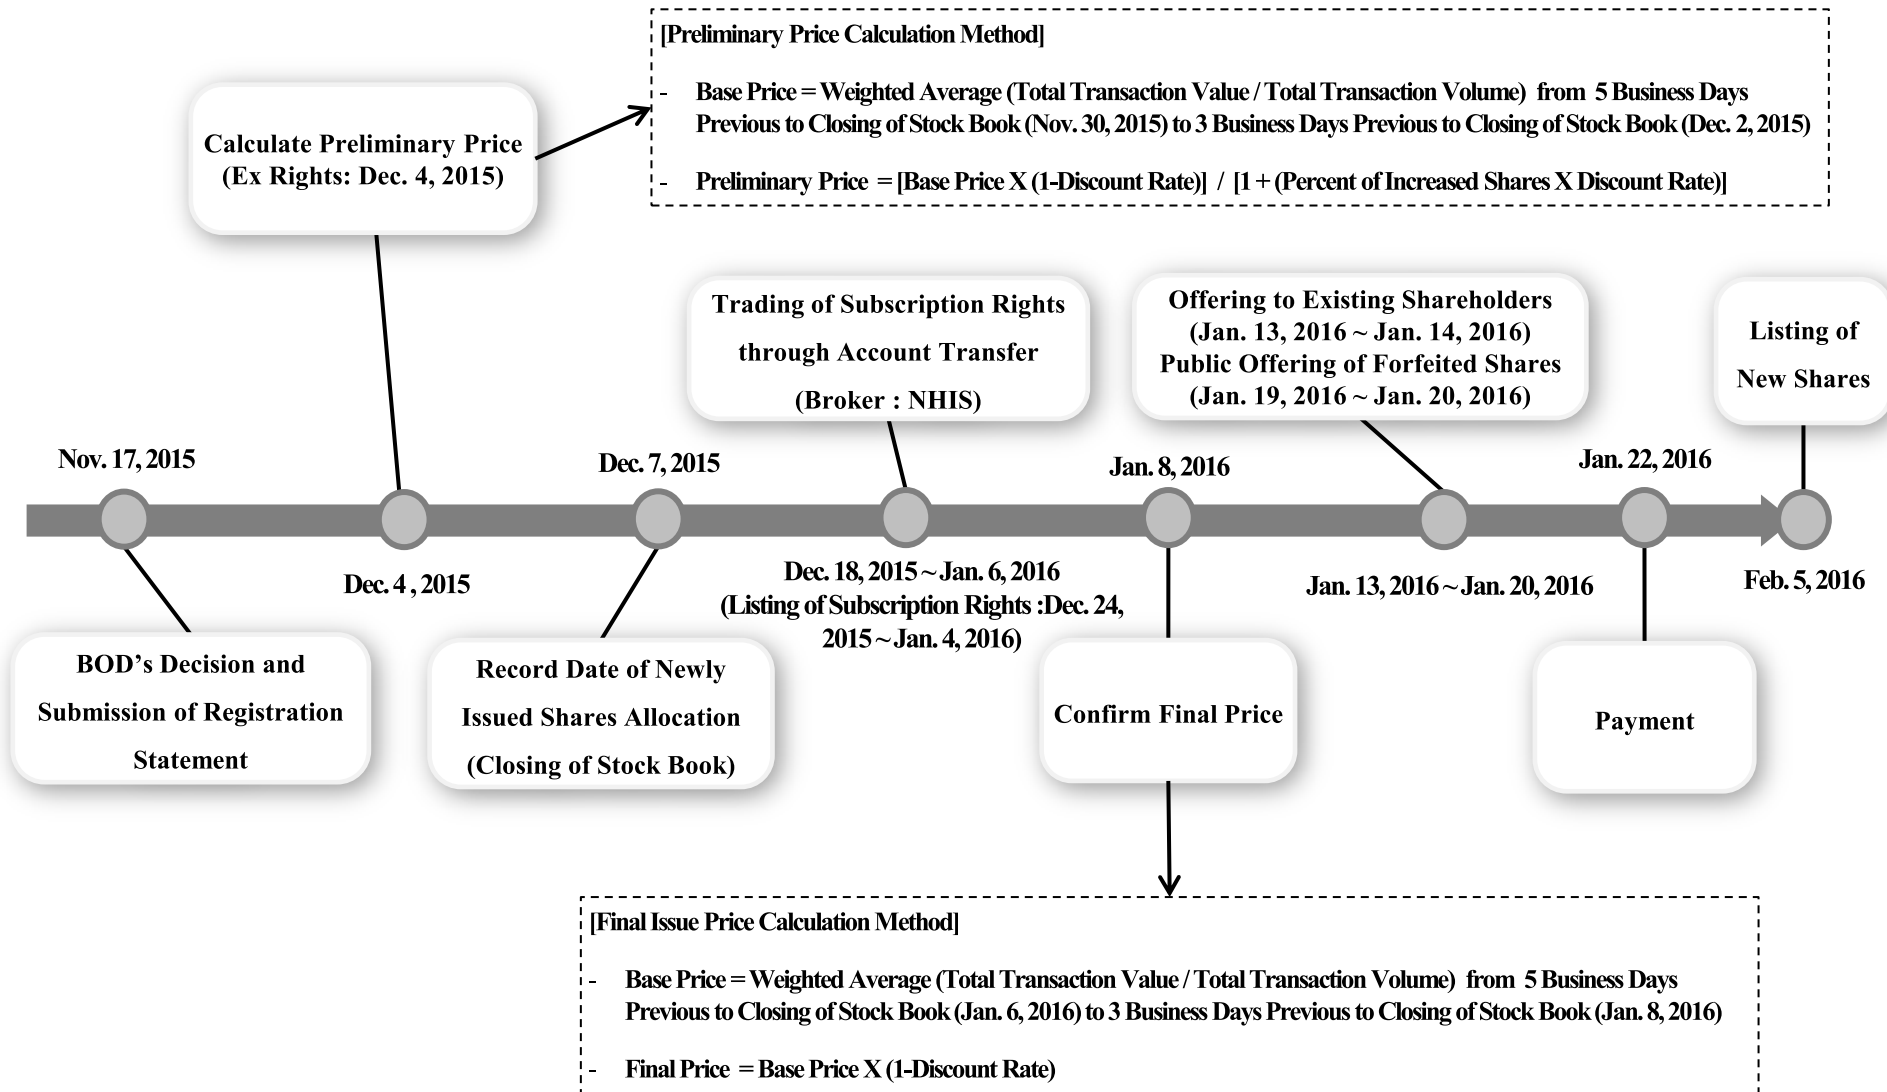 [Preliminary Price Calculation Method]
- Base Price = Weighted Average (Total Transaction Value / Total Transaction Volume) from 5 Business Days
Previous to Closing of Stock Book (Nov. 30, 2015) to 3 Business Days Previous to Closing of Stock Book (Dec. 2, 2015)
- Preliminary Price = [Base Price X (1-Discount Rate)] / [1 + (Percent of Increased Shares X Discount Rate)]
Calculate Preliminary Price
(Ex Rights: Dec. 4, 2015)
Trading of Subscription Rights
through Account Transfer
(Broker : NHIS)
Offering to Existing Shareholders
(Jan. 13, 2016 ~ Jan. 14, 2016)
Public Offering of Forfeited Shares
(Jan. 19, 2016 ~ Jan. 20, 2016)
Listing of
New Shares
Nov. 17, 2015
Dec. 7, 2015
Jan. 8, 2016
Jan. 22, 2016
Dec. 4 , 2015
Dec. 18, 2015 ~ Jan. 6, 2016
(Listing of Subscription Rights :Dec. 24,
2015 ~ Jan. 4, 2016)
Jan. 13, 2016 ~ Jan. 20, 2016
Feb. 5, 2016
BOD’s Decision and
Submission of Registration
Statement
Record Date of Newly
Issued Shares Allocation
(Closing of Stock Book)
Confirm Final Price
Payment
[Final Issue Price Calculation Method]
- Base Price = Weighted Average (Total Transaction Value / Total Transaction Volume) from 5 Business Days
Previous to Closing of Stock Book (Jan. 6, 2016) to 3 Business Days Previous to Closing of Stock Book (Jan. 8, 2016)
- Final Price = Base Price X (1-Discount Rate)